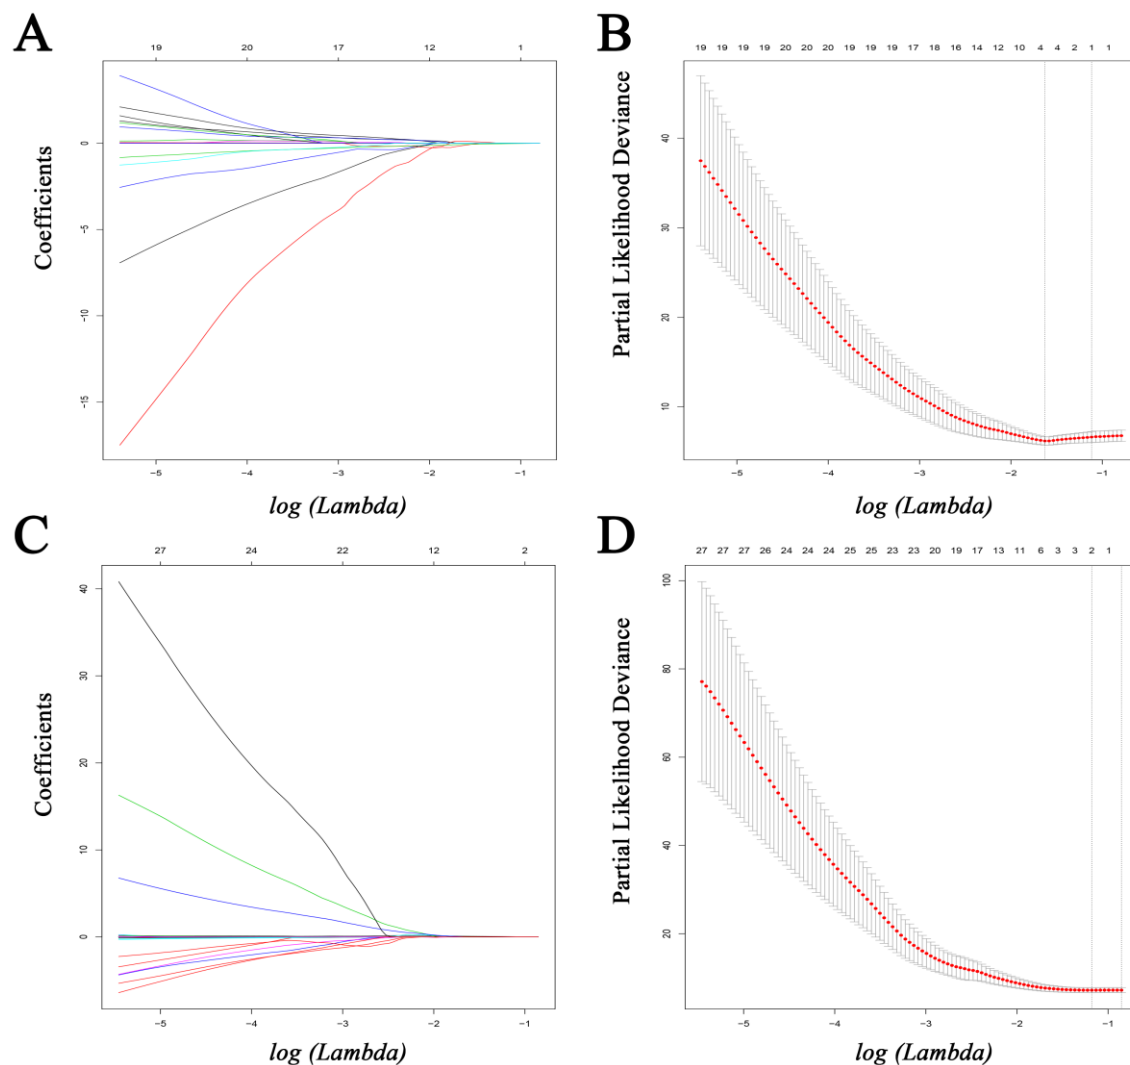 A
19 20 17 12 1
Coefficients
0
-5
-10
-15
-5 -4 -3 -2 -1
log (Lambda)
B
19 19 19 19 20 20 20 19 19 19 17 18 16 14 12 10 4 4 2 1 1
Partial Likelihood Deviance
40
30
20
10
-5 -4 -3 -2 -1
log (Lambda)
C
27 24 22 12 2
Coefficients
40
30
20
10
0
-5 -4 -3 -2 -1
log (Lambda)
D
27 27 27 26 24 24 24 25 25 23 23 20 19 17 13 11 6 3 3 2 1
Partial Likelihood Deviance
100
80
60
40
20
-5 -4 -3 -2 -1
log (Lambda)